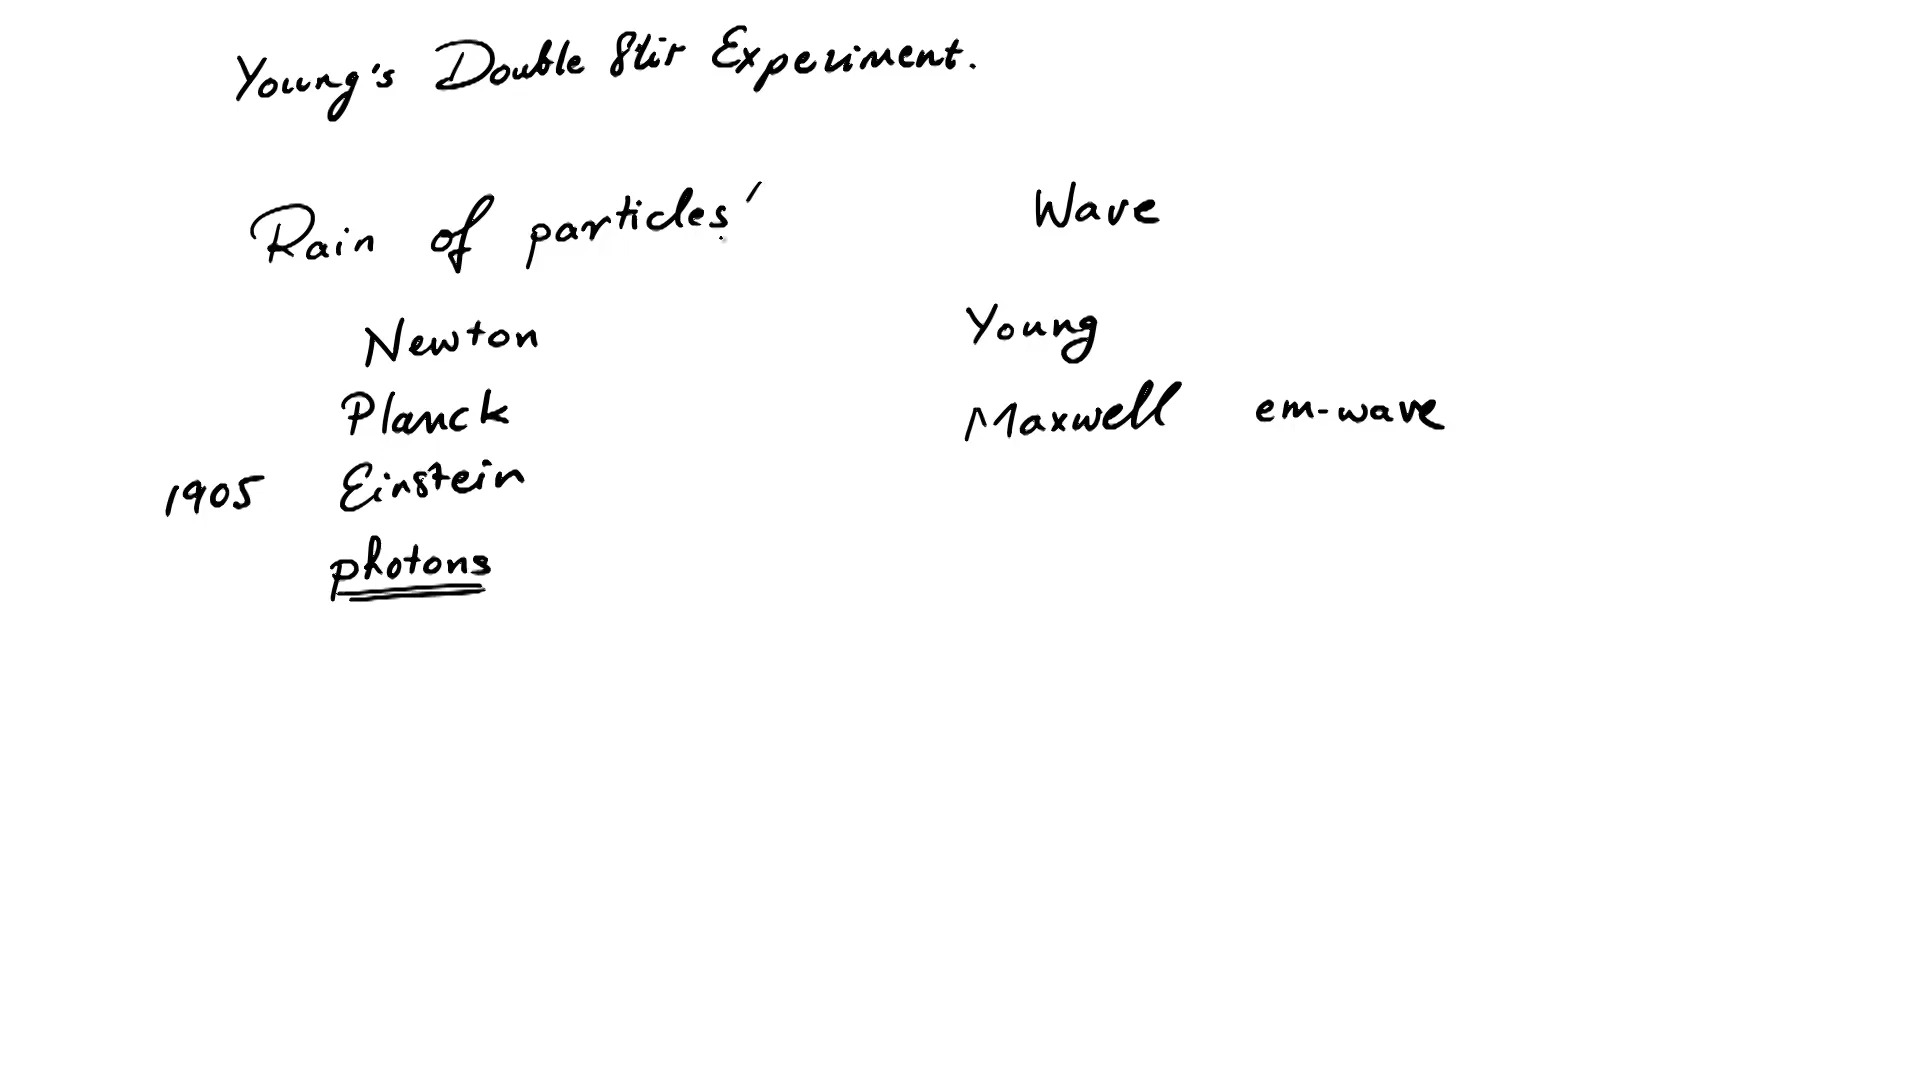 Young's Double Slit Experiment.
Rain of particles' Wave
Newton Young
Planck Maxwell em-wave
1905 Einstein
photons